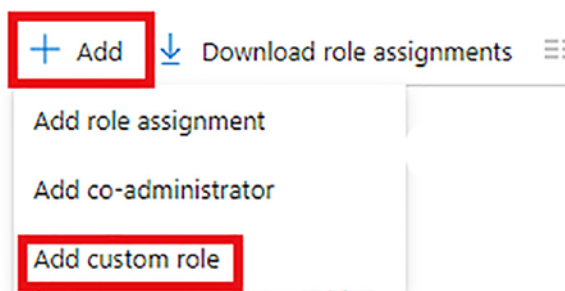 Add Download role assignments
Add role assignment
Add co-administrator
Add custom role